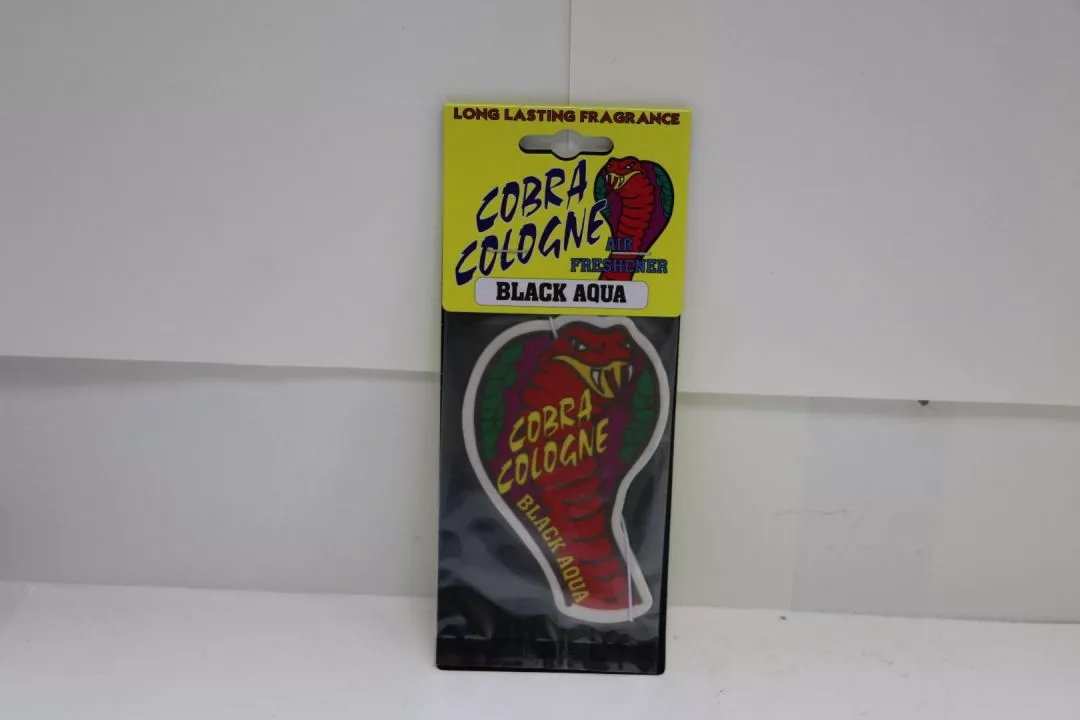 LONG LASTING FRAGRANCE
COBRA
COLOGNE
AIR
FRESHENER
BLACK AQUA
COBRA
COLOGNE
BLACK AQUA